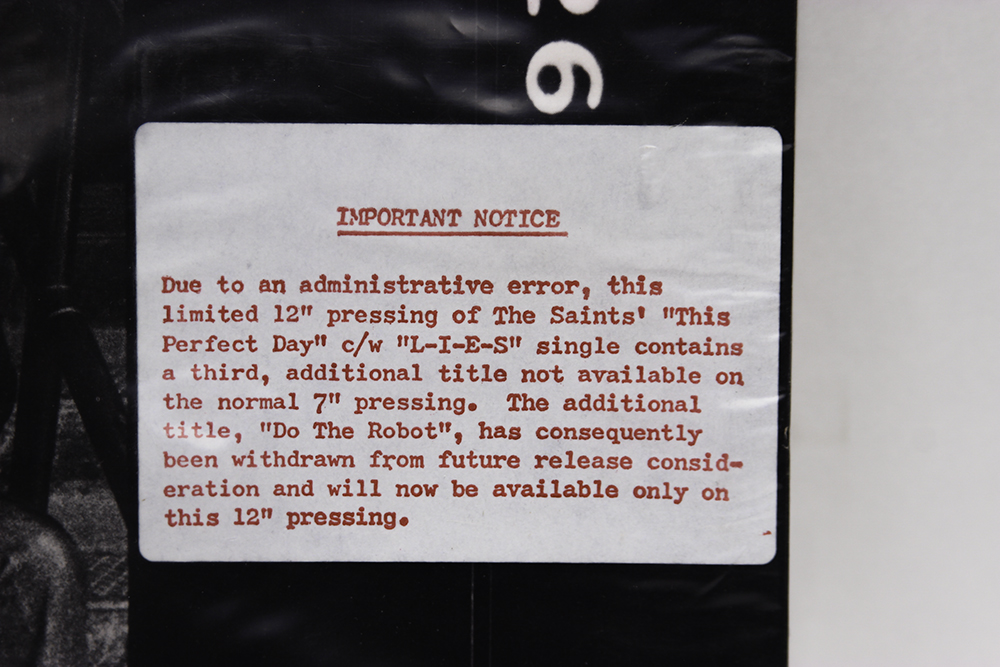 26
IMPORTANT NOTICE
Due to an administrative error, this
limited 12" pressing of The Saints' "This
Perfect Day" c/w "L-I-E-S" single contains
a third, additional title not available on
the normal 7" pressing. The additional
title, "Do The Robot", has consequently
been withdrawn from future release consid-
eration and will now be available only on
this 12" pressing.